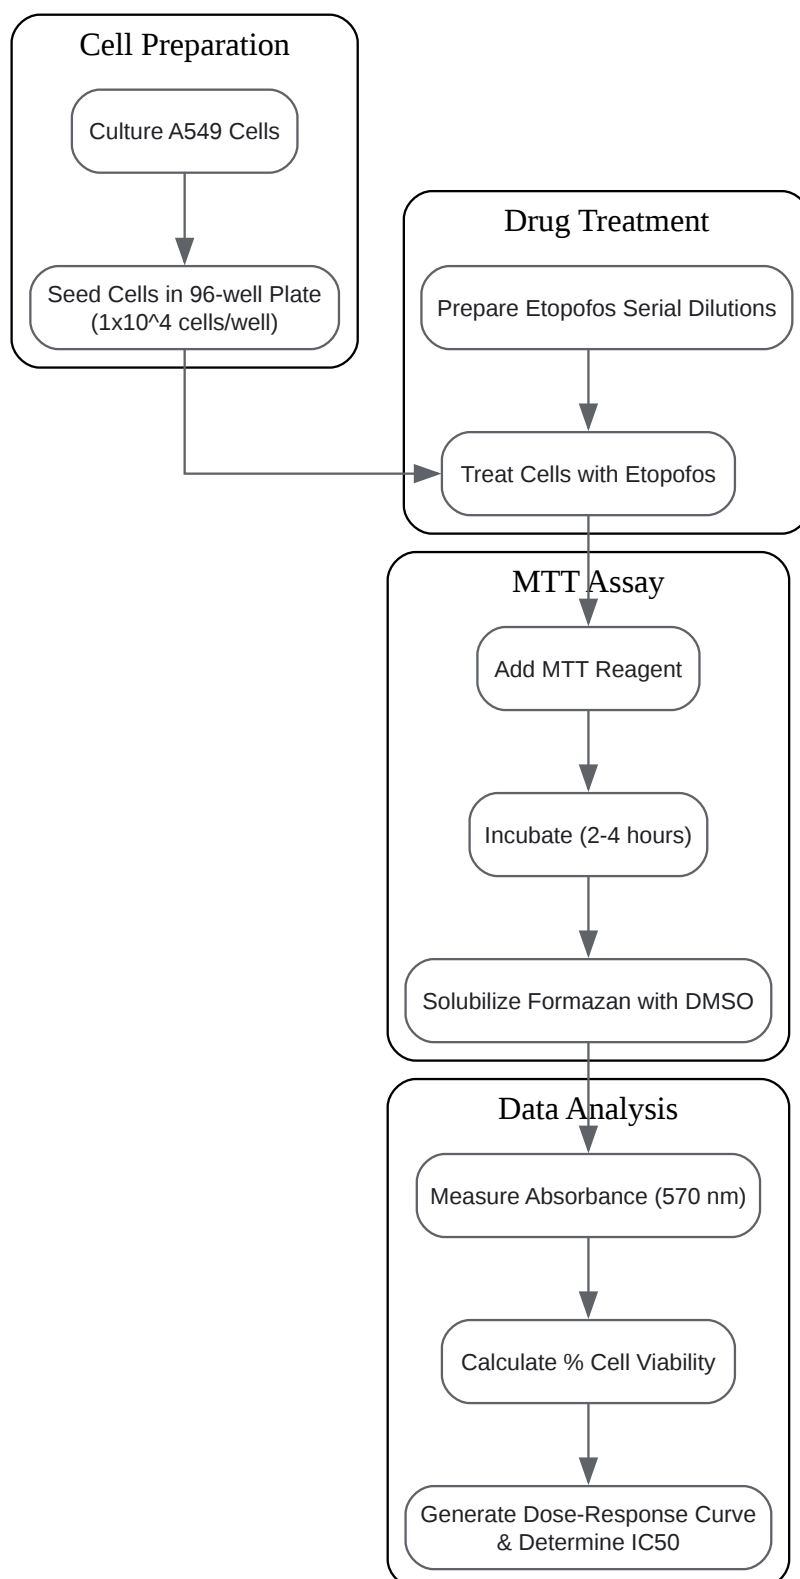 Cell Preparation
Culture A549 Cells
Seed Cells in 96-well Plate
(1x10^4 cells/well)
Drug Treatment
Prepare Etopofos Serial Dilutions
Treat Cells with Etopofos
MTT Assay
Add MTT Reagent
Incubate (2-4 hours)
Solubilize Formazan with DMSO
Data Analysis
Measure Absorbance (570 nm)
Calculate % Cell Viability
Generate Dose-Response Curve
& Determine IC50